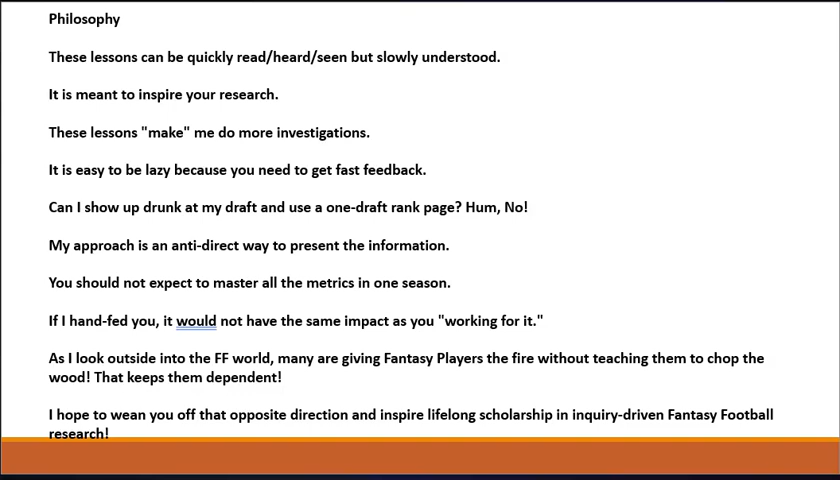 Philosophy
These lessons can be quickly read/heard/seen but slowly understood.
It is meant to inspire your research.
These lessons "make" me do more investigations.
It is easy to be lazy because you need to get fast feedback.
Can I show up drunk at my draft and use a one-draft rank page? Hum, No!
My approach is an anti-direct way to present the information.
You should not expect to master all the metrics in one season.
If I hand-fed you, it would not have the same impact as you "working for it."
As I look outside into the FF world, many are giving Fantasy Players the fire without teaching them to chop the
wood! That keeps them dependent!
I hope to wean you off that opposite direction and inspire lifelong scholarship in inquiry-driven Fantasy Football
research!